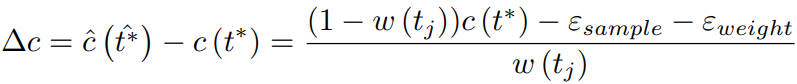 Δc = ĉ (t̂*) − c (t*) = ((1 − w (t_j))c (t*) − ε_sample − ε_weight) / (w (t_j))